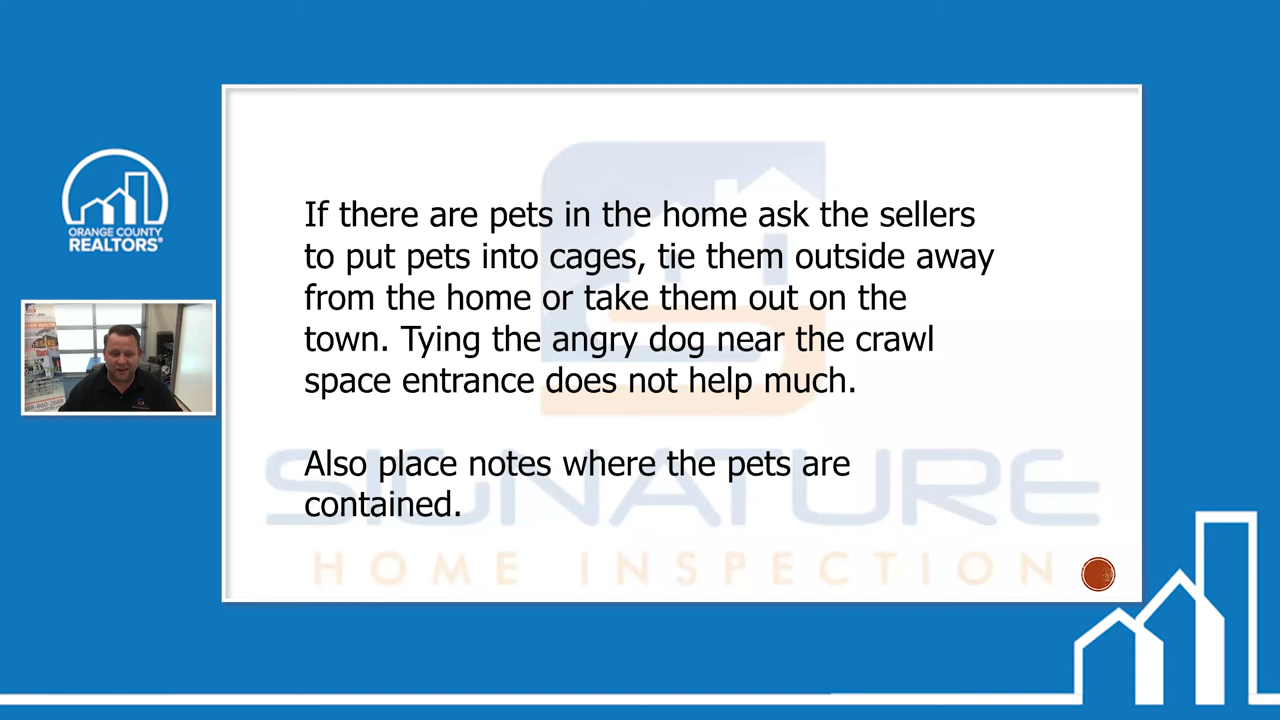 ORANGE COUNTY
REALTORS®
If there are pets in the home ask the sellers
to put pets into cages, tie them outside away
from the home or take them out on the
town. Tying the angry dog near the crawl
space entrance does not help much.
Also place notes where the pets are
contained.
SIGNATURE
HOME INSPECTION